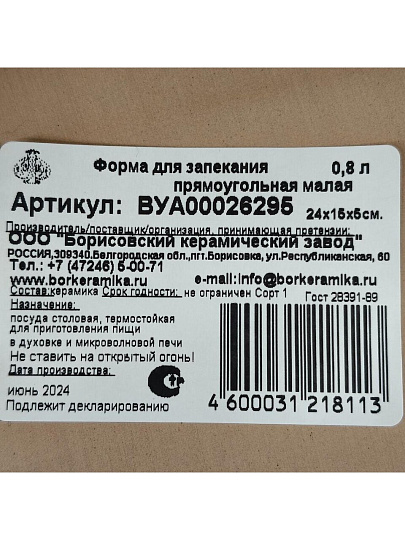 Форма для запекания 0,8 л
прямоугольная малая
Артикул: ВУА00026295 24х15х5см.
Производитель/поставщик/организация, принимающая претензии:
ООО "Борисовский керамический завод"
РОССИЯ,309340.Белгородская обл.,пгт.Борисовка, ул.Республиканская, 60
Тел.: +7 (47246) 5-00-71
www.borkeramika.ru e-mail:info@borkeramika.ru
Состав:керамика Срок годности: не ограничен Сорт 1 Гост 28391-89
Назначение:
посуда столовая, термостойкая
для приготовления пищи
в духовке и микроволновой печи
Не ставить на открытый огонь!
Дата производства:
июнь 2024
Подлежит декларированию
4 600031 218113